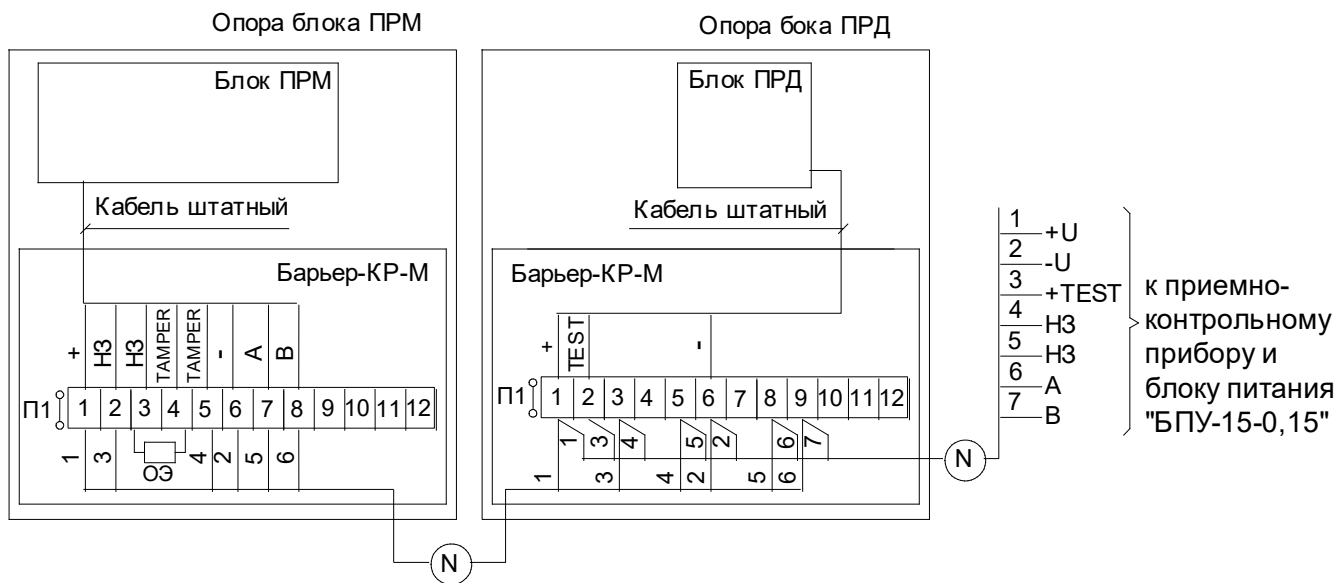 Опора блока ПРМ
Блок ПРМ
Кабель штатный
Барьер-КР-М
+ НЗ НЗ TAMPER TAMPER - A B
П1 1 2 3 4 5 6 7 8 9 10 11 12
1 3 ОЭ 4 2 5 6
N
Опора бока ПРД
Блок ПРД
Кабель штатный
Барьер-КР-М
+ TEST -
П1 1 2 3 4 5 6 7 8 9 10 11 12
1 3 4 5 2 6 7
1 3 4 2 5 6
N
1 +U
2 -U
3 +TEST
4 НЗ
5 НЗ
6 A
7 B
к приемно-
контрольному
прибору и
блоку питания
"БПУ-15-0,15"